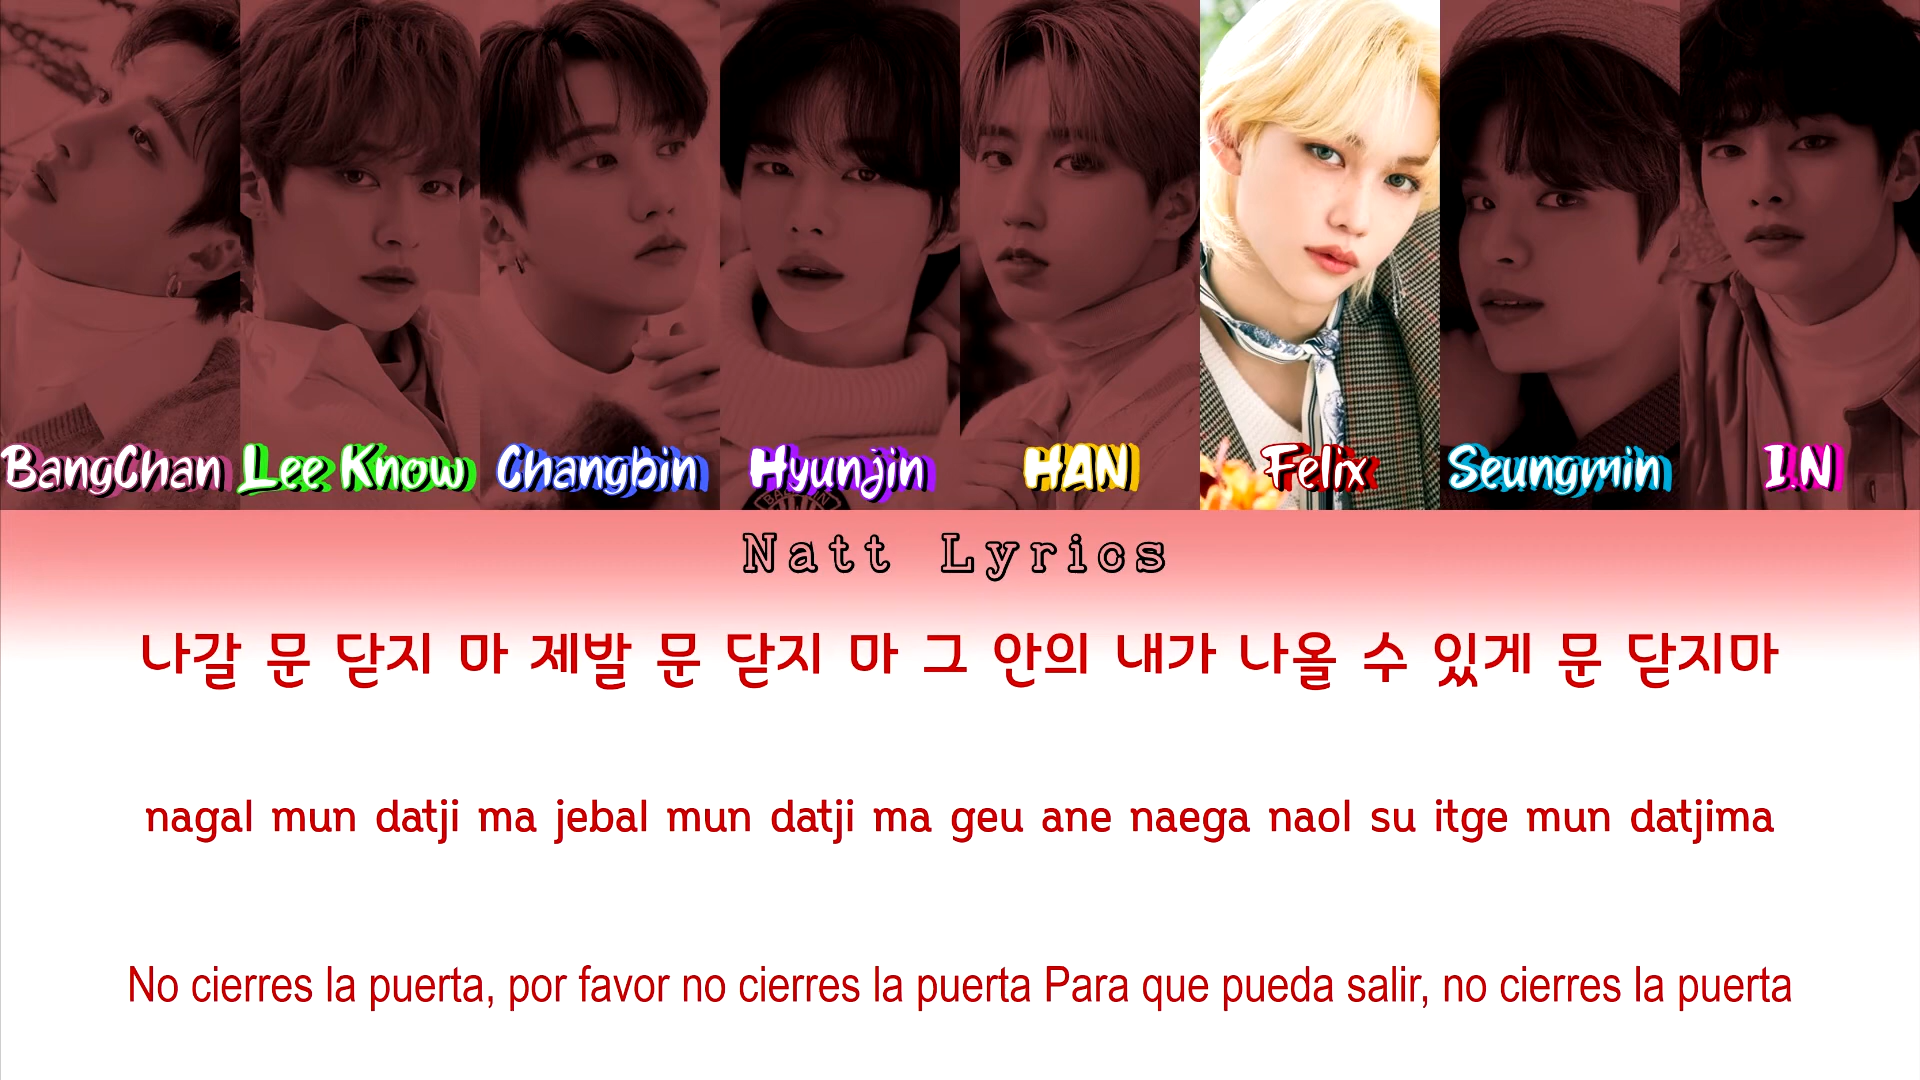 BangChan Lee Know Changbin Hyunjin HAN Felix Seungmin I.N
Natt Lyrics
나갈 문 닫지 마 제발 문 닫지 마 그 안의 내가 나올 수 있게 문 닫지마
nagal mun datji ma jebal mun datji ma geu ane naega naol su itge mun datjima
No cierres la puerta, por favor no cierres la puerta Para que pueda salir, no cierres la puerta